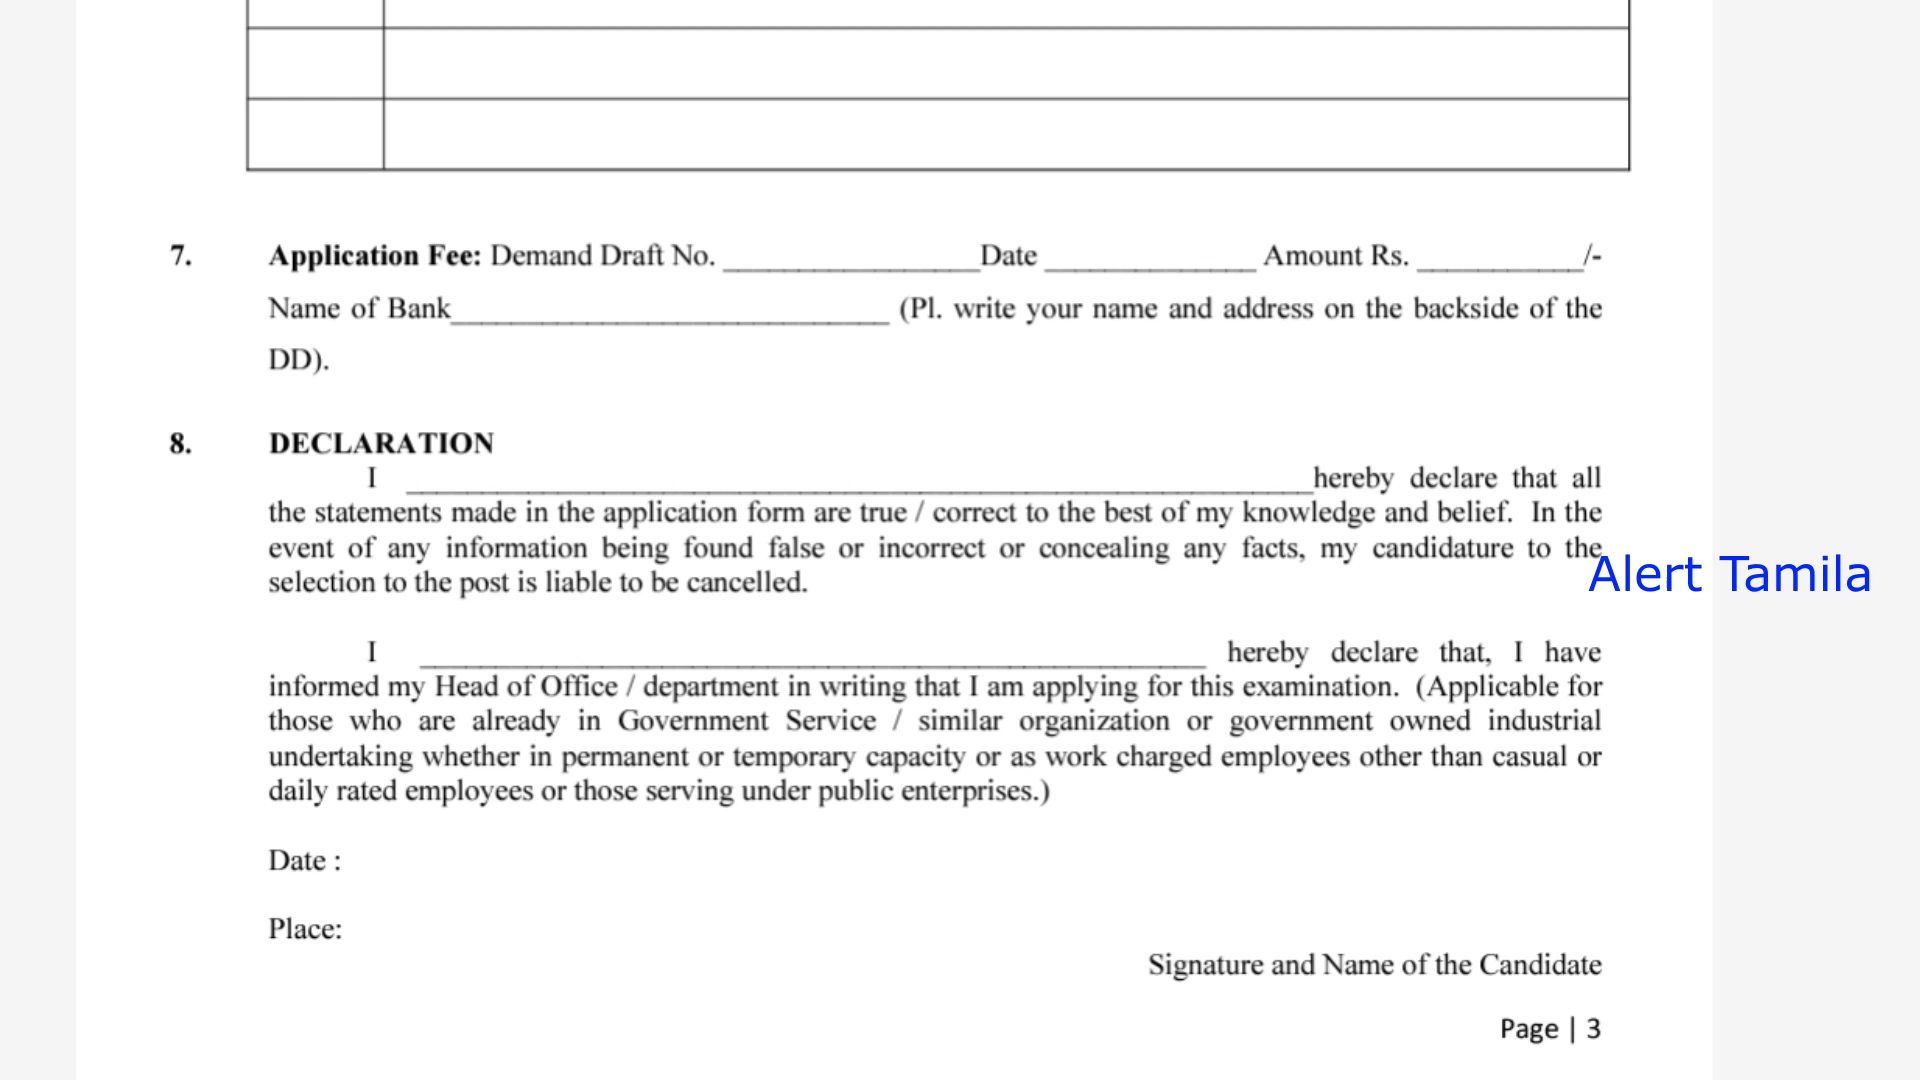 7. Application Fee: Demand Draft No. _________________Date ______________ Amount Rs. ___________/-
Name of Bank_____________________________ (Pl. write your name and address on the backside of the
DD).
8. DECLARATION
I ____________________________________________________________hereby declare that all
the statements made in the application form are true / correct to the best of my knowledge and belief. In the
event of any information being found false or incorrect or concealing any facts, my candidature to the
selection to the post is liable to be cancelled.
Alert Tamila
I ____________________________________________________ hereby declare that, I have
informed my Head of Office / department in writing that I am applying for this examination. (Applicable for
those who are already in Government Service / similar organization or government owned industrial
undertaking whether in permanent or temporary capacity or as work charged employees other than casual or
daily rated employees or those serving under public enterprises.)
Date :
Place:
Signature and Name of the Candidate
Page | 3